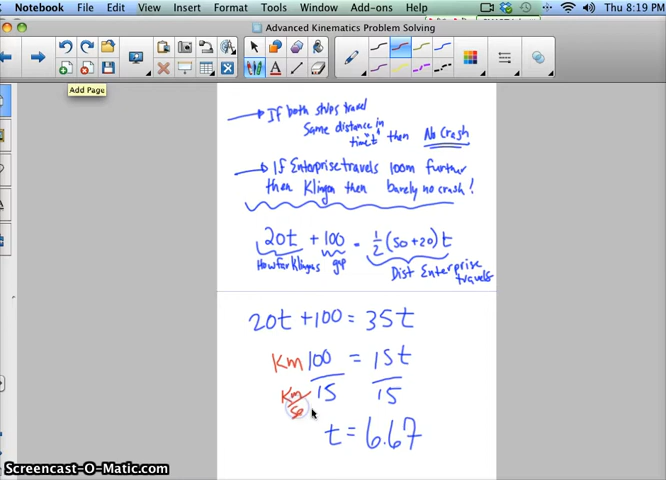 Notebook Edit View Insert Format Tools Window Add-ons Help Thu 8:19 PM
Advanced Kinematics Problem Solving
Add Page
If both ships travel
Same distance in
time "t" then No Crash
If Enterprise travels 100m further
then Klingon then barely no crash!
20t + 100 = 1/2 (50+20) t
How far Klingons gap Dist Enterprise
travels
20t + 100 = 35t
Km 100 = 15t
Km 15 15
t = 6.67
Screencast-O-Matic.com